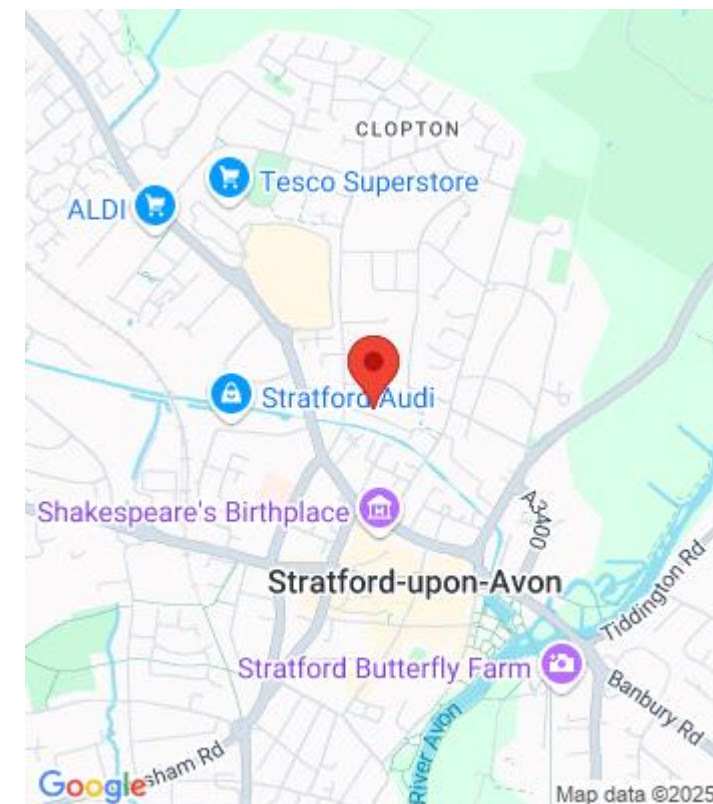 CLOPTON
Tesco Superstore
ALDI
Stratford Audi
Shakespeare's Birthplace
A3400
Stratford-upon-Avon
Tiddington Rd
Stratford Butterfly Farm
Banbury Rd
River Avon
Google
sham Rd
Map data ©2025